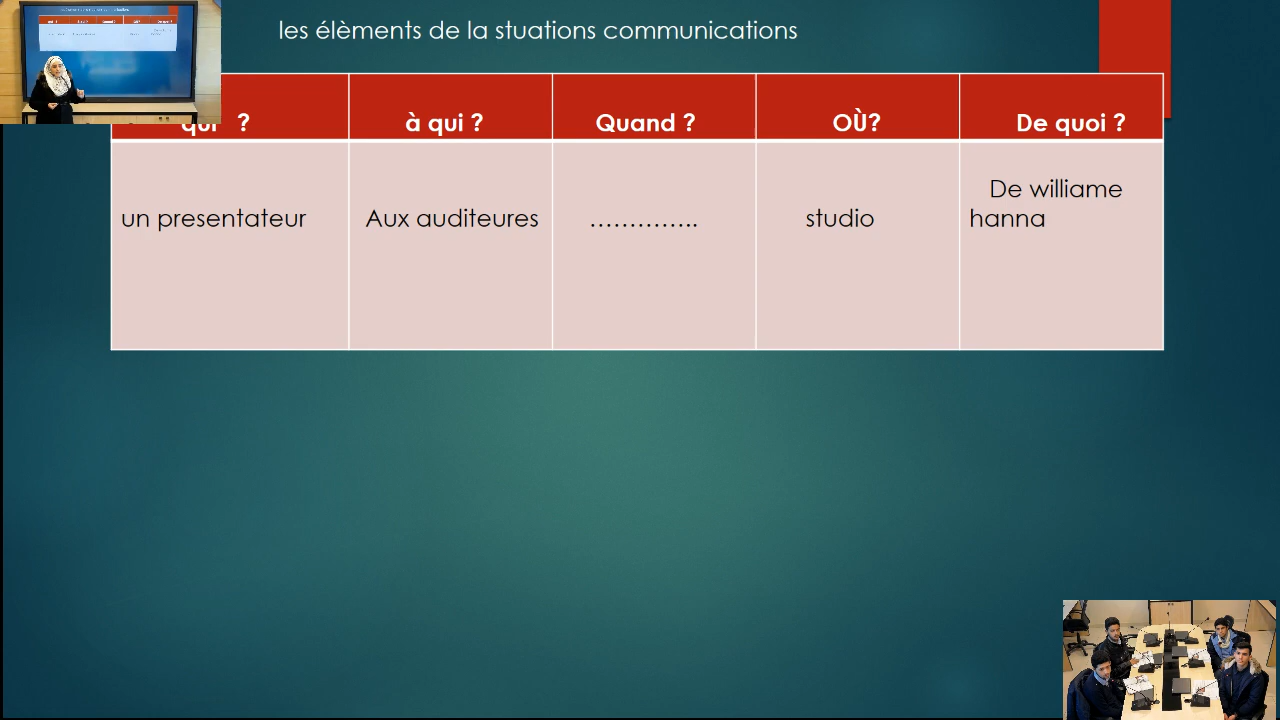 les élèments de la stuations communications
qui ?
à qui ?
Quand ?
OÙ?
De quoi ?
un presentateur
Aux auditeures
…………..
studio
De williame
hanna